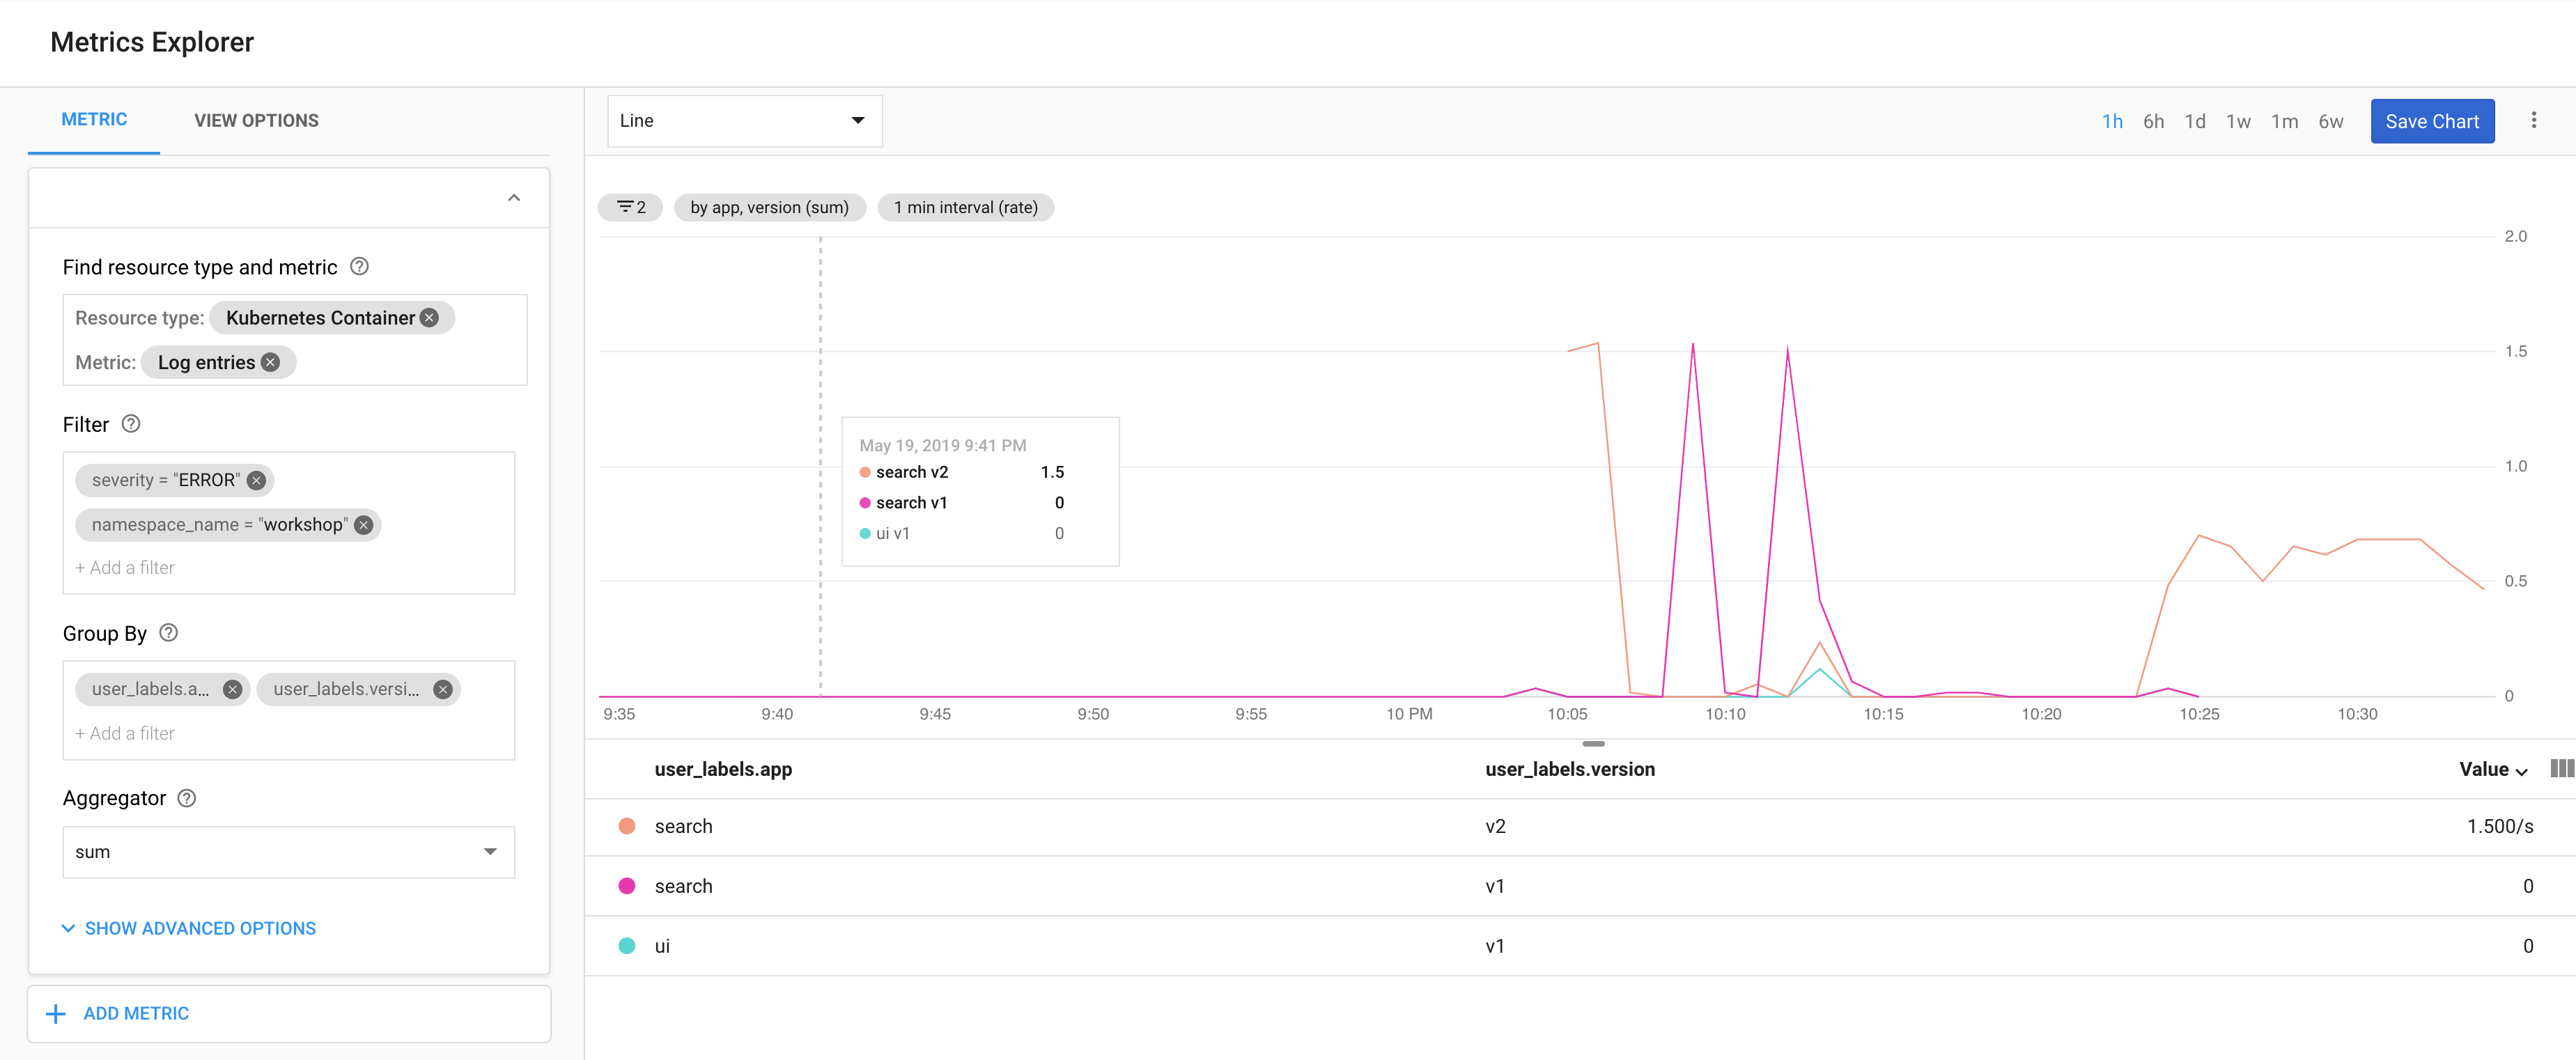 Metrics Explorer
METRIC
VIEW OPTIONS
Find resource type and metric
Resource type: Kubernetes Container
Metric: Log entries
Filter
severity = "ERROR"
namespace_name = "workshop"
+ Add a filter
Group By
user_labels.a... user_labels.versi...
+ Add a filter
Aggregator
sum
SHOW ADVANCED OPTIONS
ADD METRIC
Line
1h 6h 1d 1w 1m 6w Save Chart
2 by app, version (sum) 1 min interval (rate)
2.0
1.5
1.0
0.5
0
May 19, 2019 9:41 PM
search v2 1.5
search v1 0
ui v1 0
9:35 9:40 9:45 9:50 9:55 10 PM 10:05 10:10 10:15 10:20 10:25 10:30
user_labels.app user_labels.version Value
search v2 1.500/s
search v1 0
ui v1 0